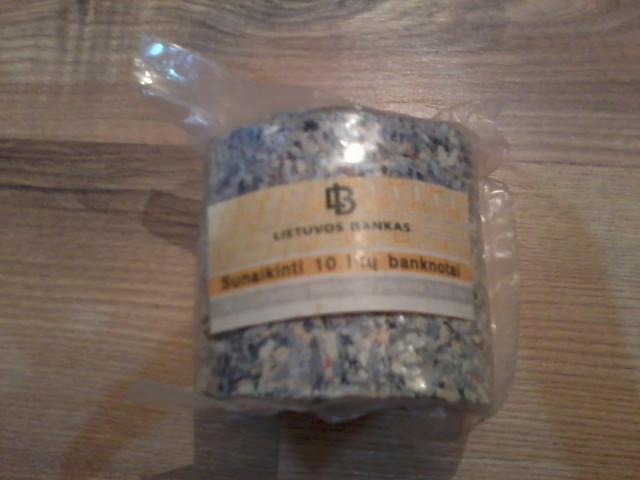 LB
LIETUVOS BANKAS
Sunaikinti 10 litų banknotai